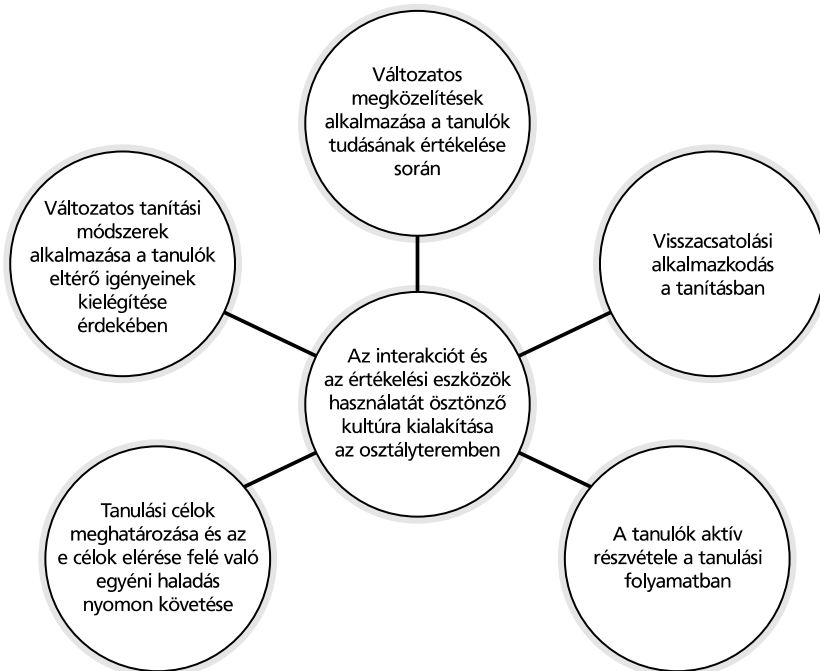 Változatos
megközelítések
alkalmazása a tanulók
tudásának értékelése
során
Változatos tanítási
módszerek
alkalmazása a tanulók
eltérő igényeinek
kielégítése
érdekében
Visszacsatolási
alkalmazkodás
a tanításban
Az interakciót és
az értékelési eszközök
használatát ösztönző
kultúra kialakítása
az osztályteremben
Tanulási célok
meghatározása és az
e célok elérése felé való
egyéni haladás
nyomon követése
A tanulók aktív
részvétele a tanulási
folyamatban